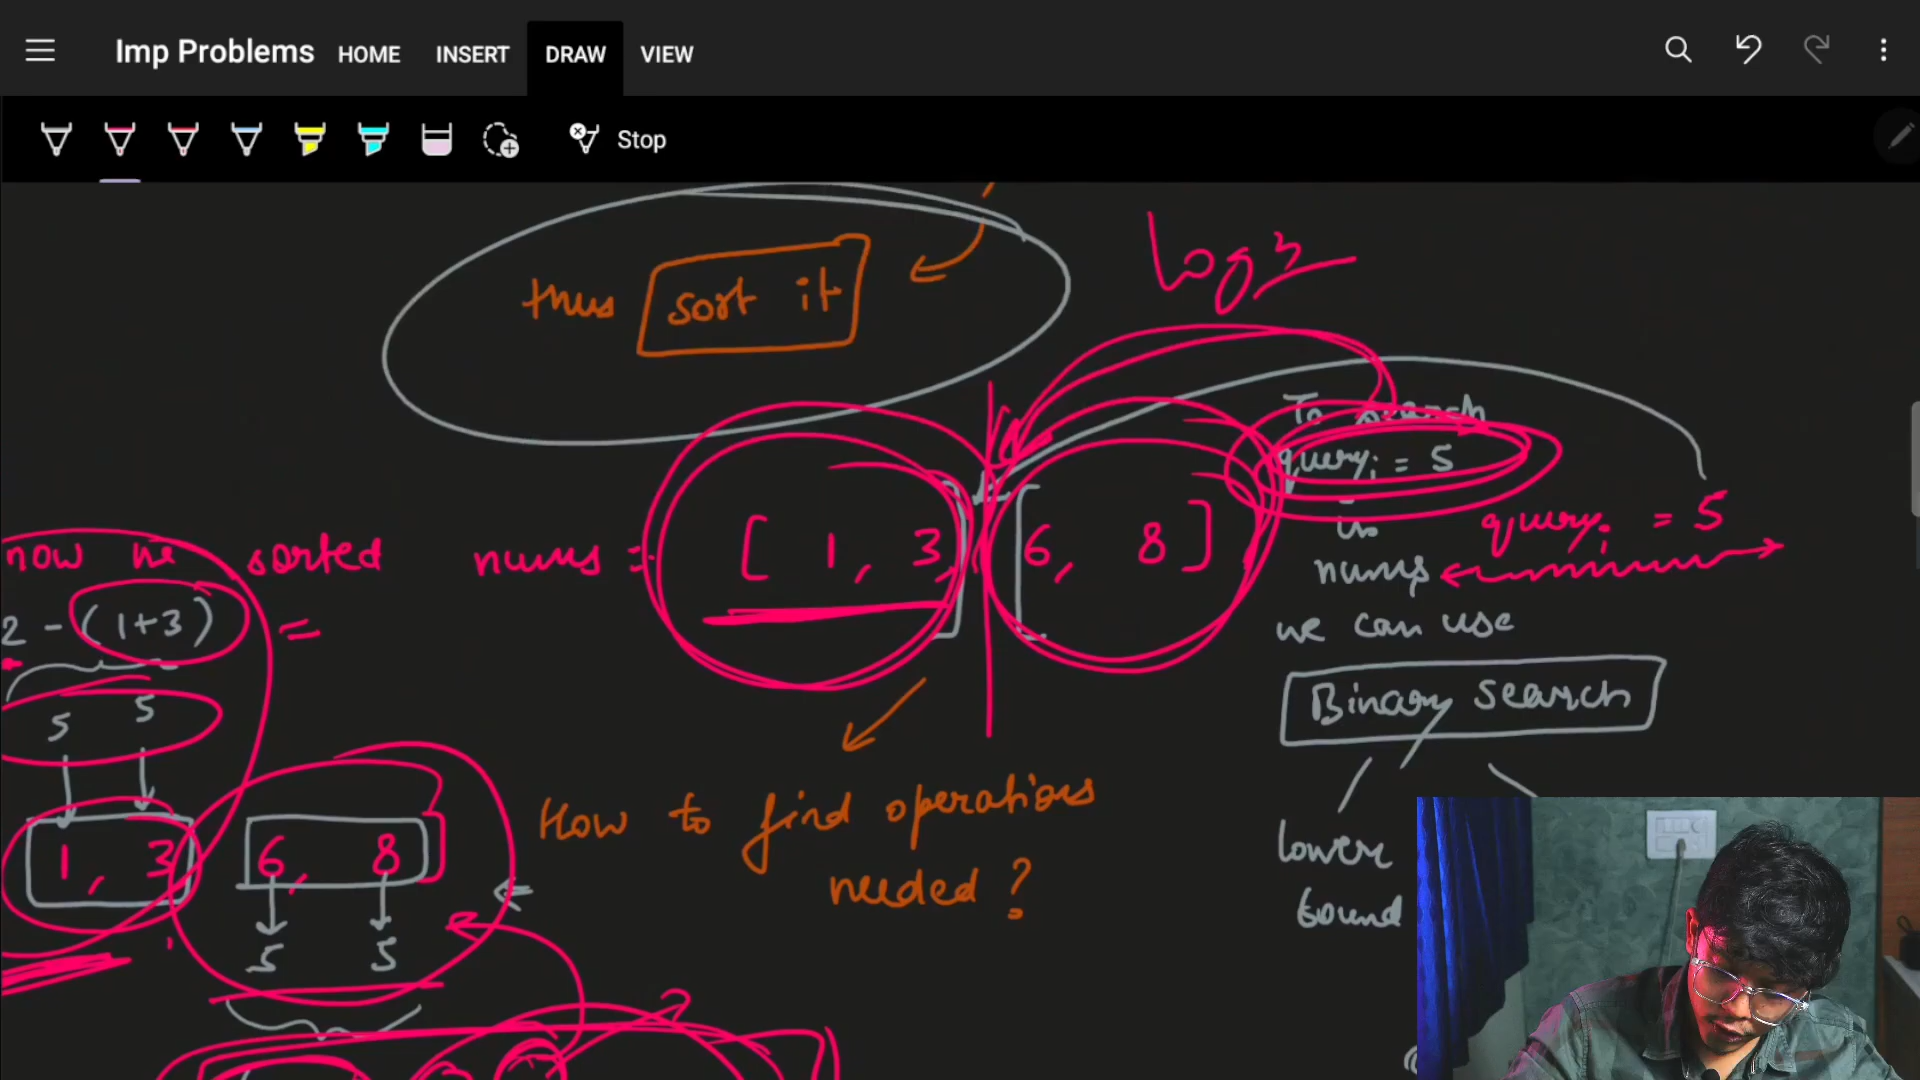 Imp Problems HOME INSERT DRAW VIEW
Stop
thus sort it
To search
query i = 5
in
nums
query i = 5
now we sorted nums = [ 1, 3, 6, 8 ]
we can use
Binary search
2 - (1+3) =
5 5
1, 3 6, 8
5 5
How to find operations
needed ?
lower
bound